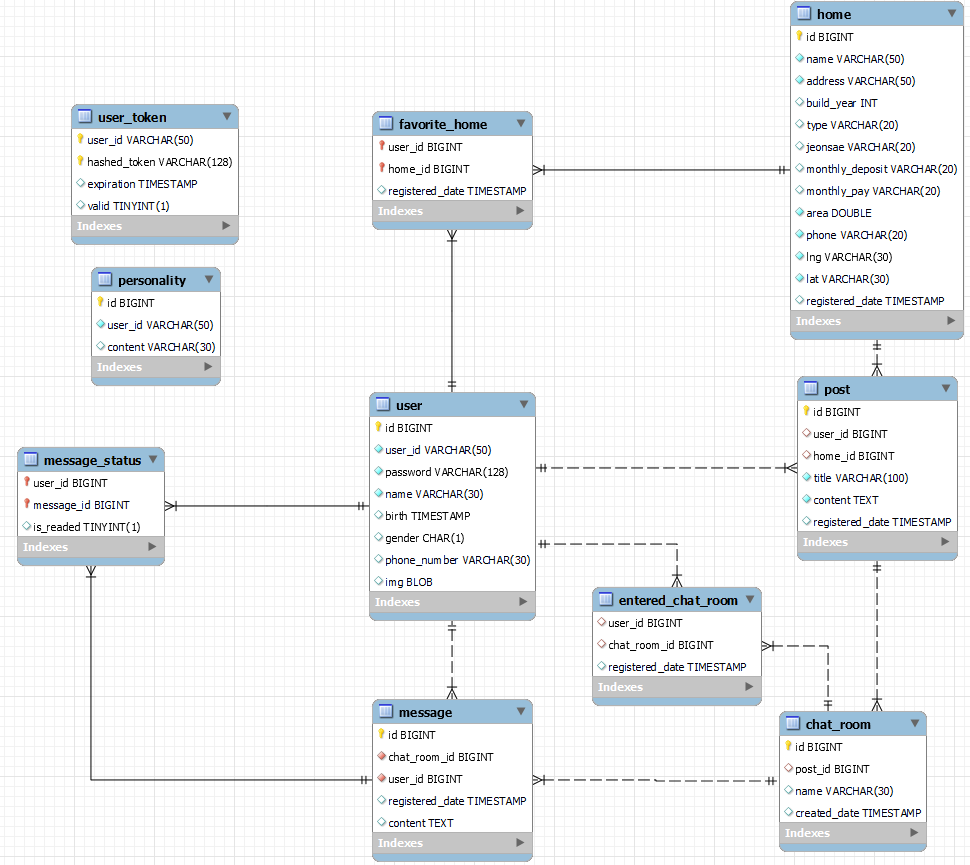 home
id BIGINT
name VARCHAR(50)
address VARCHAR(50)
build_year INT
type VARCHAR(20)
jeonsae VARCHAR(20)
monthly_deposit VARCHAR(20)
monthly_pay VARCHAR(20)
area DOUBLE
phone VARCHAR(20)
lng VARCHAR(30)
lat VARCHAR(30)
registered_date TIMESTAMP
Indexes
user_token
user_id VARCHAR(50)
hashed_token VARCHAR(128)
expiration TIMESTAMP
valid TINYINT(1)
Indexes
favorite_home
user_id BIGINT
home_id BIGINT
registered_date TIMESTAMP
Indexes
personality
id BIGINT
user_id VARCHAR(50)
content VARCHAR(30)
Indexes
user
id BIGINT
user_id VARCHAR(50)
password VARCHAR(128)
name VARCHAR(30)
birth TIMESTAMP
gender CHAR(1)
phone_number VARCHAR(30)
img BLOB
Indexes
post
id BIGINT
user_id BIGINT
home_id BIGINT
title VARCHAR(100)
content TEXT
registered_date TIMESTAMP
Indexes
message_status
user_id BIGINT
message_id BIGINT
is_readed TINYINT(1)
Indexes
entered_chat_room
user_id BIGINT
chat_room_id BIGINT
registered_date TIMESTAMP
Indexes
message
id BIGINT
chat_room_id BIGINT
user_id BIGINT
registered_date TIMESTAMP
content TEXT
Indexes
chat_room
id BIGINT
post_id BIGINT
name VARCHAR(30)
created_date TIMESTAMP
Indexes